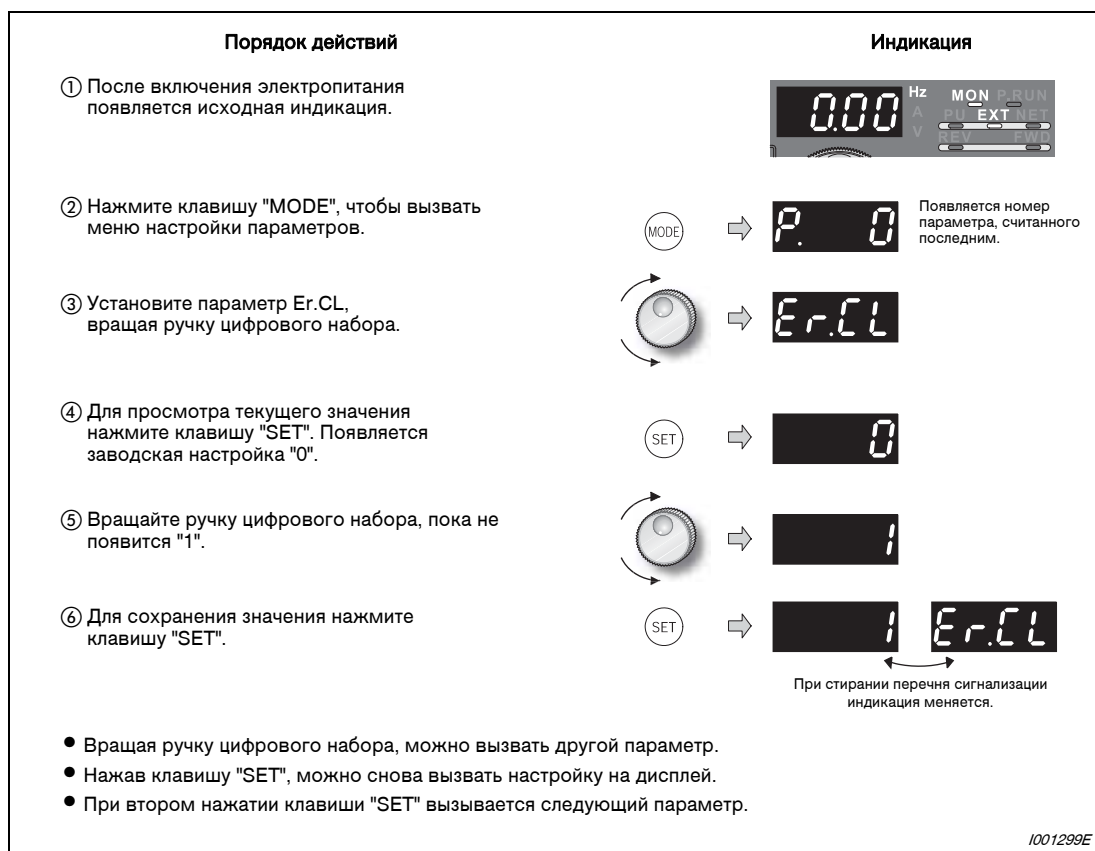 Порядок действий
Индикация
① После включения электропитания
появляется исходная индикация.
0.00
Hz
A
V
MON P.RUN
PU EXT NET
REV FWD
② Нажмите клавишу "MODE", чтобы вызвать
меню настройки параметров.
MODE
P. 0
Появляется номер
параметра, считанного
последним.
③ Установите параметр Er.CL,
вращая ручку цифрового набора.
Er.CL
④ Для просмотра текущего значения
нажмите клавишу "SET". Появляется
заводская настройка "0".
SET
0
⑤ Вращайте ручку цифрового набора, пока не
появится "1".
1
⑥ Для сохранения значения нажмите
клавишу "SET".
SET
1
Er.CL
При стирании перечня сигнализации
индикация меняется.
● Вращая ручку цифрового набора, можно вызвать другой параметр.
● Нажав клавишу "SET", можно снова вызвать настройку на дисплей.
● При втором нажатии клавиши "SET" вызывается следующий параметр.
I001299E